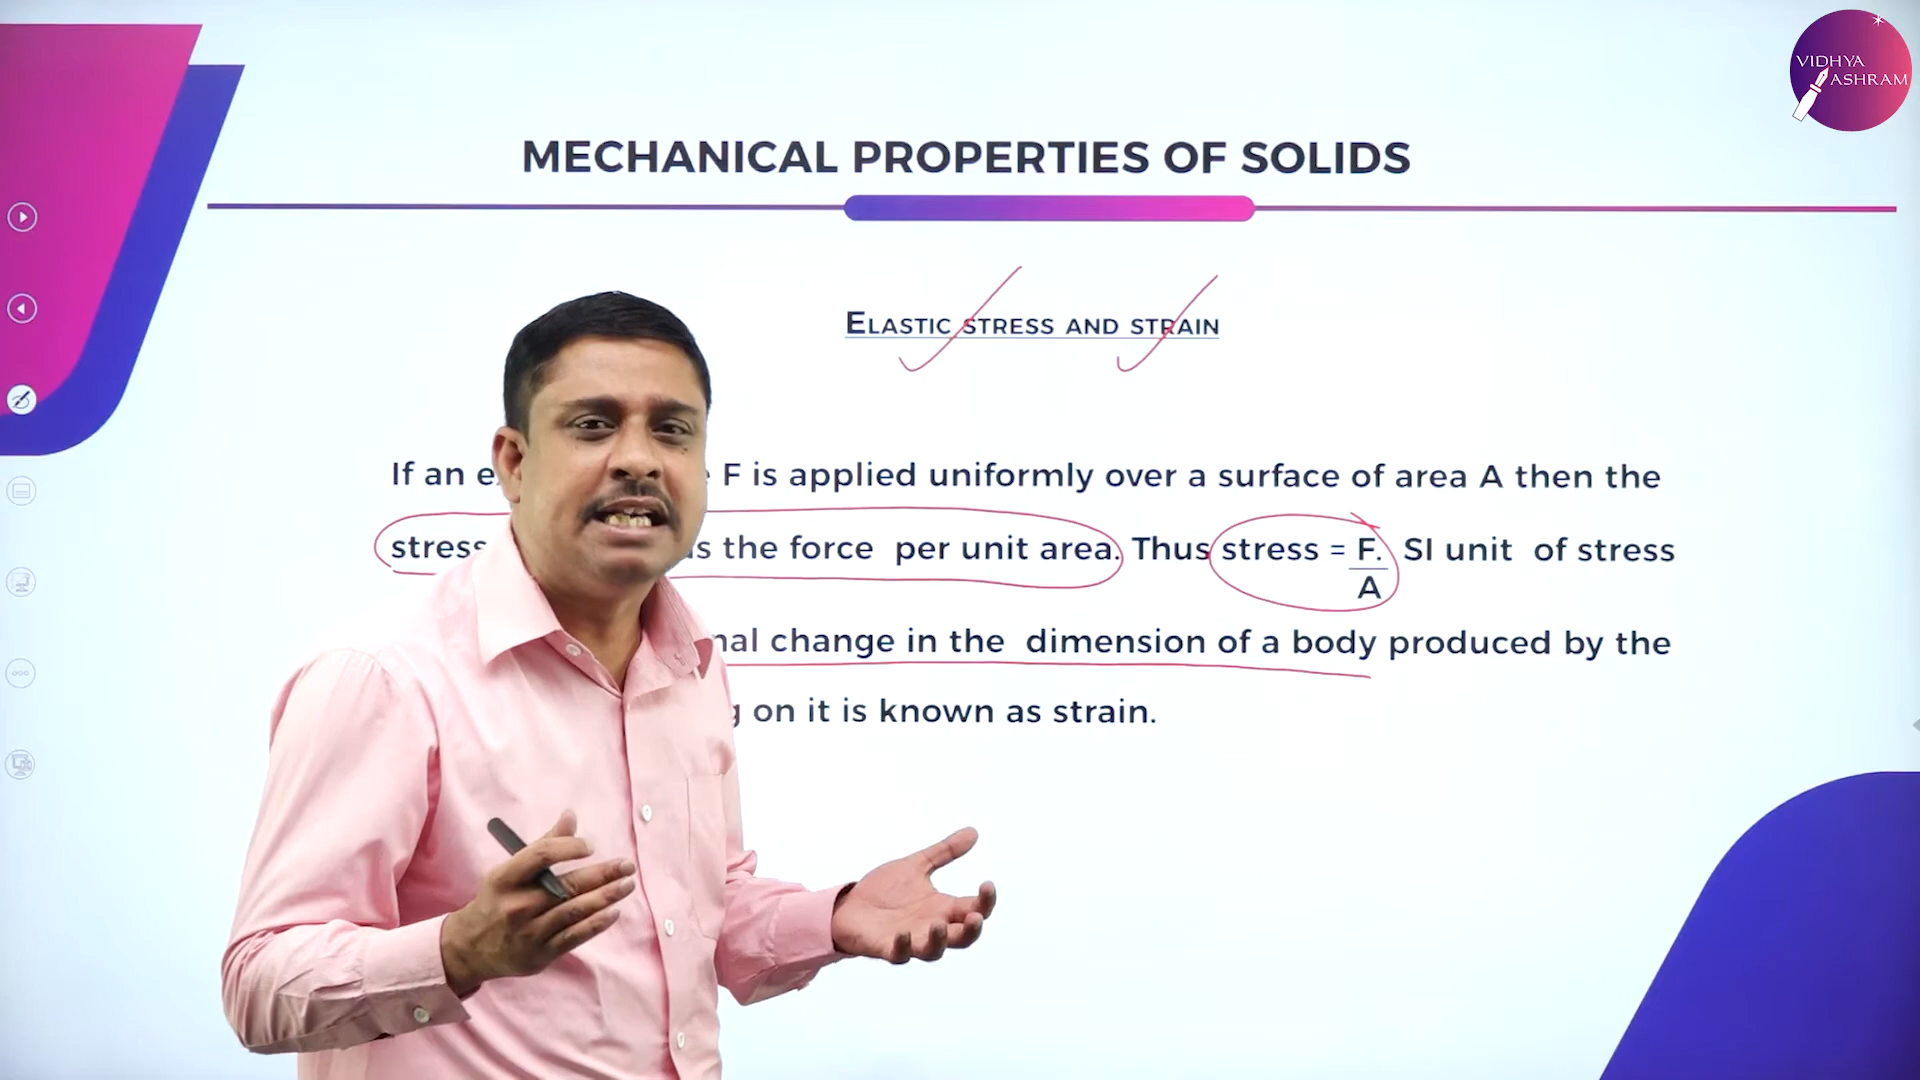 VIDHYA
ASHRAM
MECHANICAL PROPERTIES OF SOLIDS
ELASTIC STRESS AND STRAIN
If an F is applied uniformly over a surface of area A then the
stress is the force per unit area. Thus stress = F. SI unit of stress
A
change in the dimension of a body produced by the
on it is known as strain.